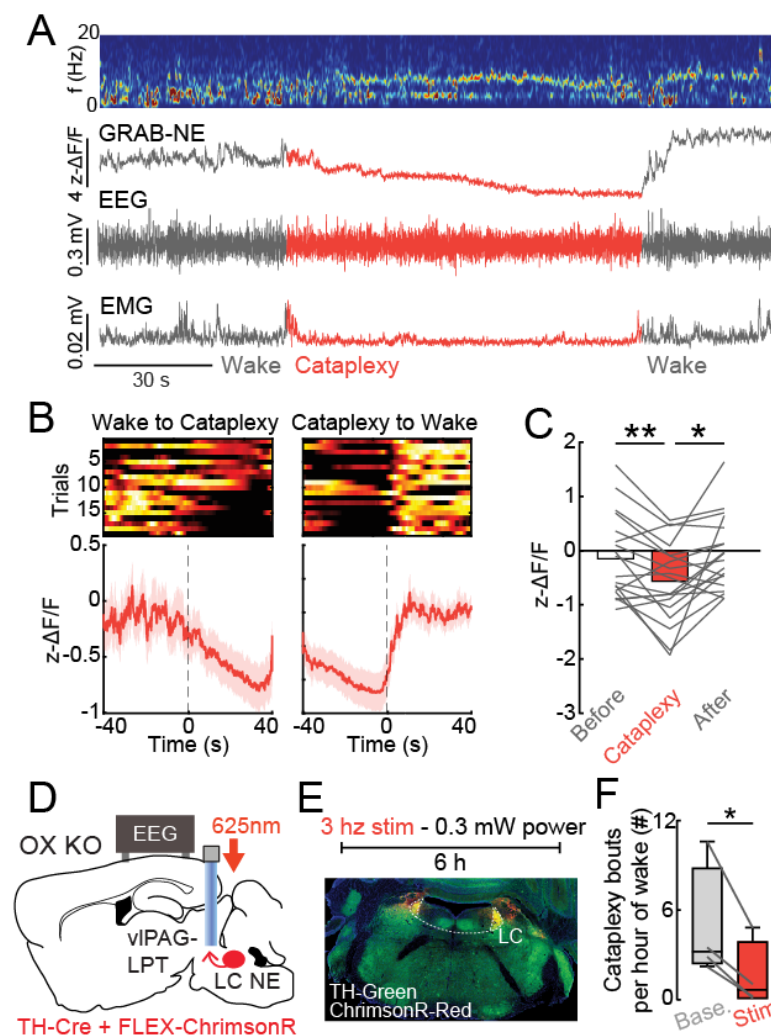 A
20
f (Hz)
0
GRAB-NE
4 z-ΔF/F
EEG
0.3 mV
EMG
0.02 mV
Wake
Cataplexy
Wake
30 s
B
Wake to Cataplexy
Cataplexy to Wake
Trials
5
10
15
0.5
0
-0.5
-1
z-ΔF/F
-40
0
40
-40
0
40
Time (s)
Time (s)
C
**
*
2
1
0
-1
-2
-3
z-ΔF/F
Before
Cataplexy
After
D
EEG
625nm
OX KO
vlPAG-
LPT
LC NE
TH-Cre + FLEX-ChrimsonR
E
3 hz stim - 0.3 mW power
6 h
LC
TH-Green
ChrimsonR-Red
F
*
Cataplexy bouts
per hour of wake (#)
12
6
0
Base.
Stim